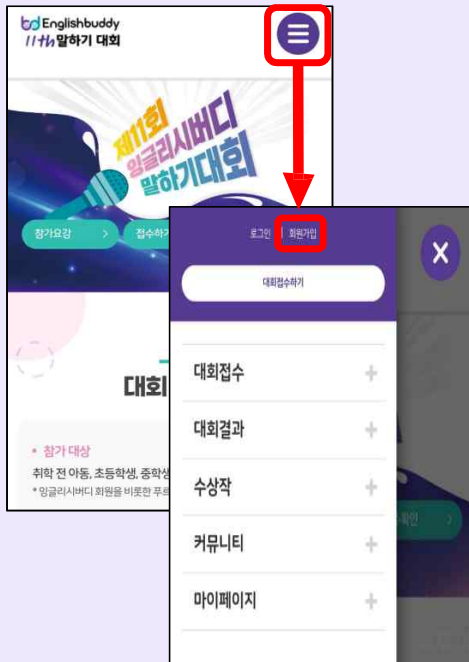 Englishbuddy
11th 말하기 대회
제11회
잉글리시버디
말하기대회
참가요강 >
접수하기
대회
• 참가 대상
취학 전 아동, 초등학생, 중학생
* 잉글리시버디 회원을 비롯한 푸르
로그인 | 회원가입
X
대회접수하기
대회접수 +
대회결과 +
수상작 +
커뮤니티 +
마이페이지 +
확인 >